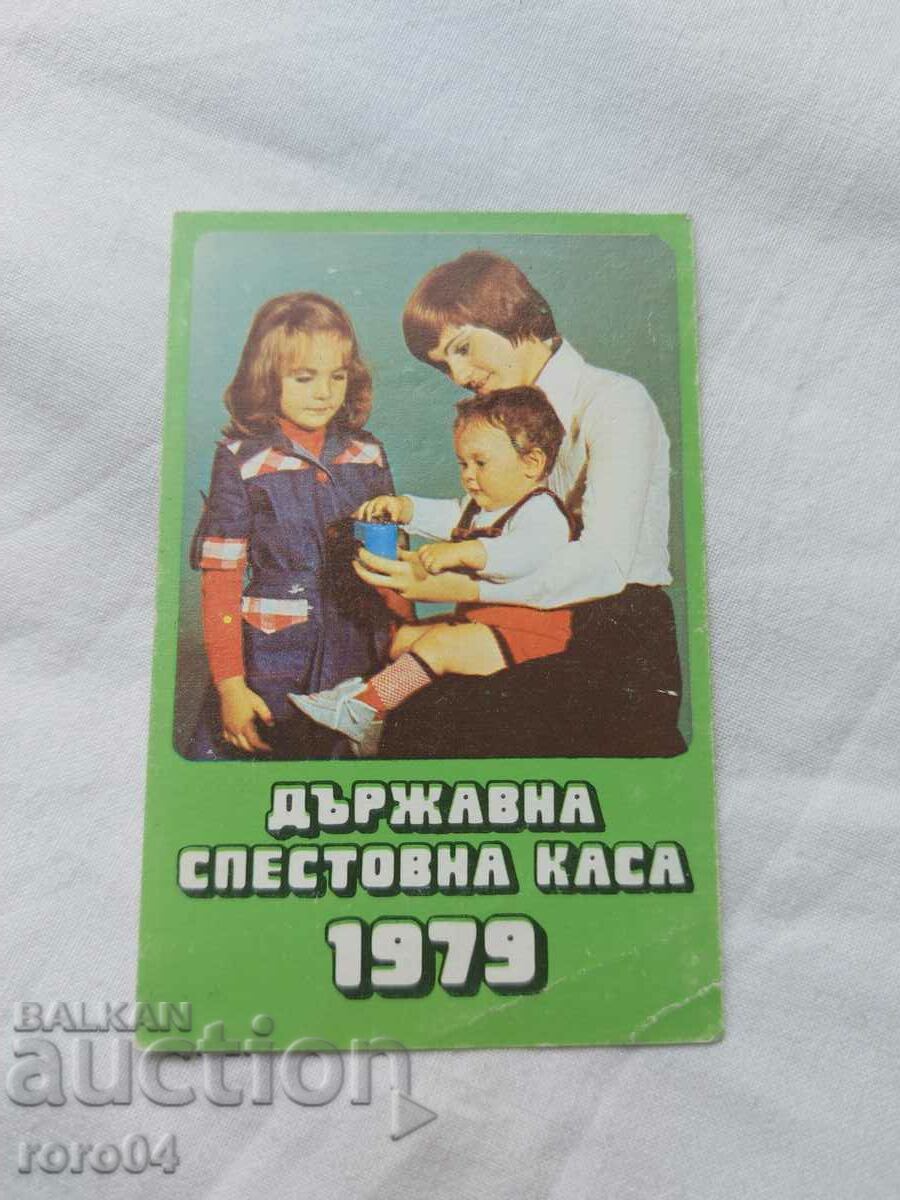 ДЪРЖАВНА
СПЕСТОВНА КАСА
1979
BALKAN
auction
roro04